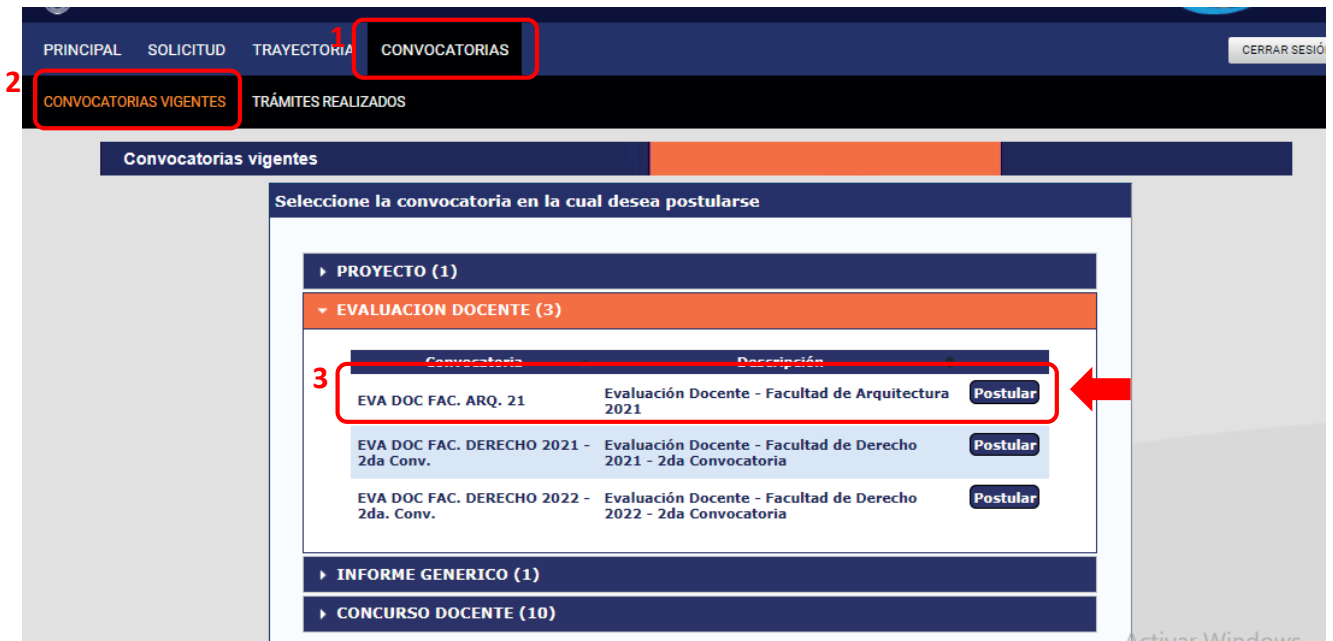 1
PRINCIPAL SOLICITUD TRAYECTORIA CONVOCATORIAS CERRAR SESIÓ
2
CONVOCATORIAS VIGENTES TRÁMITES REALIZADOS
Convocatorias vigentes
Seleccione la convocatoria en la cual desea postularse
PROYECTO (1)
EVALUACION DOCENTE (3)
Convocatoria Descripción
3
EVA DOC FAC. ARQ. 21 Evaluación Docente - Facultad de Arquitectura Postular
2021
EVA DOC FAC. DERECHO 2021 - Evaluación Docente - Facultad de Derecho Postular
2da Conv. 2021 - 2da Convocatoria
EVA DOC FAC. DERECHO 2022 - Evaluación Docente - Facultad de Derecho Postular
2da. Conv. 2022 - 2da Convocatoria
INFORME GENERICO (1)
CONCURSO DOCENTE (10)
Activar Windows